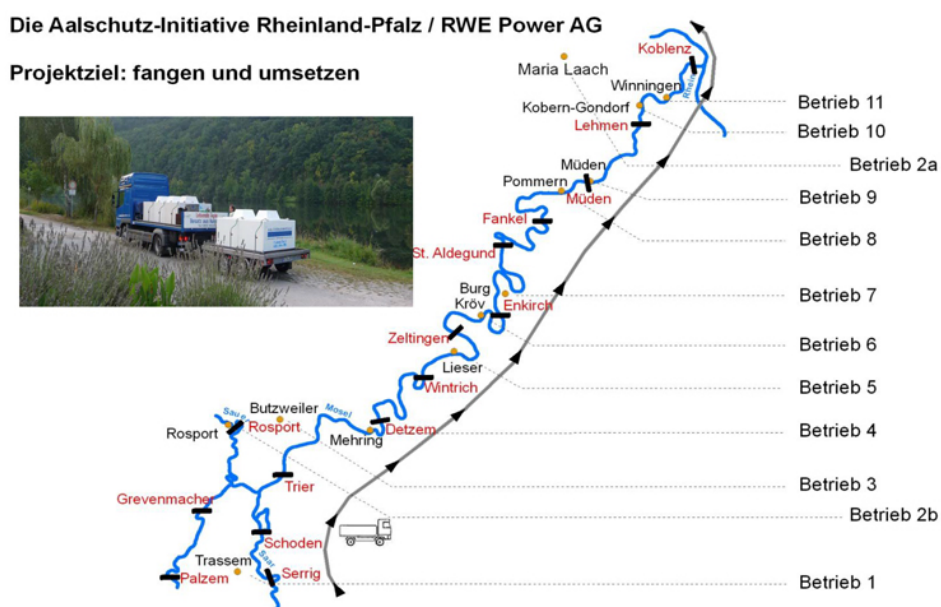 Die Aalschutz-Initiative Rheinland-Pfalz / RWE Power AG
Projektziel: fangen und umsetzen
Koblenz
Maria Laach
Winningen
Rhein
Kobern-Gondorf
Lehmen
Betrieb 11
Betrieb 10
Müden
Betrieb 2a
Pommern
Müden
Betrieb 9
Fankel
Betrieb 8
St. Aldegund
Burg
Betrieb 7
Kröv
Enkirch
Zeltingen
Betrieb 6
Lieser
Wintrich
Betrieb 5
Sauer
Butzweiler
Mosel
Rosport
Rosport
Mehring
Detzem
Betrieb 4
Trier
Betrieb 3
Grevenmacher
Betrieb 2b
Schoden
Trassem
Saar
Palzem
Serrig
Betrieb 1